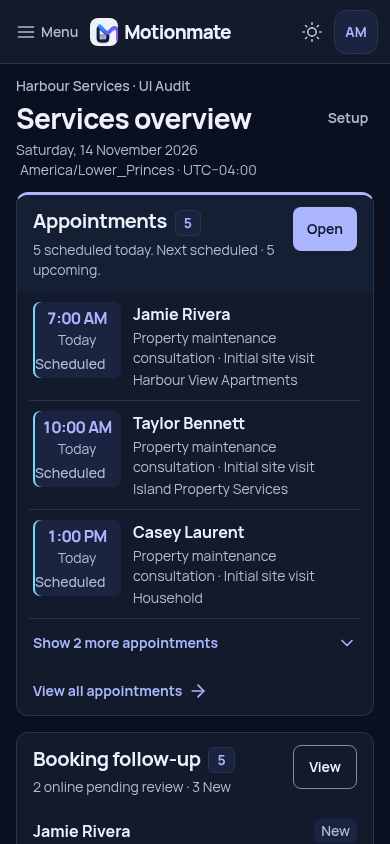 Menu
Motionmate
AM
Harbour Services · UI Audit
Services overview
Setup
Saturday, 14 November 2026
America/Lower_Princes · UTC−04:00
Appointments
5
Open
5 scheduled today. Next scheduled · 5
upcoming.
7:00 AM
Today
Scheduled
Jamie Rivera
Property maintenance
consultation · Initial site visit
Harbour View Apartments
10:00 AM
Today
Scheduled
Taylor Bennett
Property maintenance
consultation · Initial site visit
Island Property Services
1:00 PM
Today
Scheduled
Casey Laurent
Property maintenance
consultation · Initial site visit
Household
Show 2 more appointments
View all appointments
Booking follow-up
5
View
2 online pending review · 3 New
Jamie Rivera
New